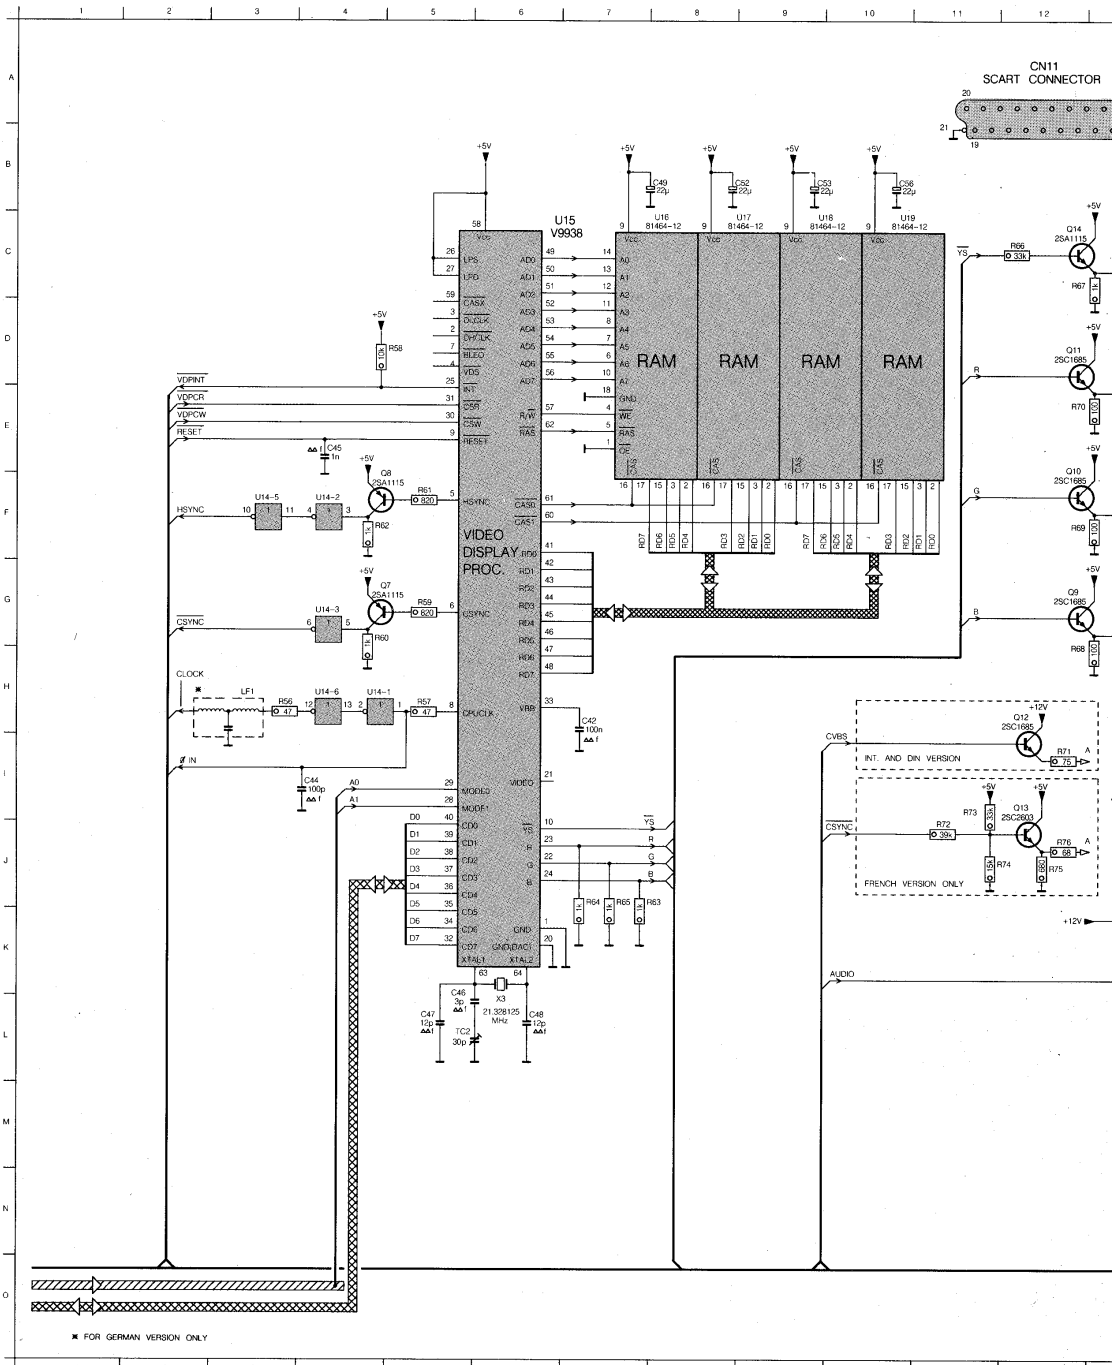 1 2 3 4 5 6 7 8 9 10 11 12
A
B
C
D
E
F
G
H
I
J
K
L
M
N
O
CN11
SCART CONNECTOR
20
21
19
+5V +5V +5V +5V +5V
C49 22µ
C52 22µ
C53 22µ
C56 22µ
58
Vcc
U15
V9938
U16 81464-12
U17 81464-12
U18 81464-12
U19 81464-12
9 Vcc 9 Vcc 9 Vcc 9 Vcc
26 LPS
27 LPD
59 CASX
3 DLCLK
2 DHCLK
7 BLEO
4 VDS
25 INT
31 CSR
30 CSW
9 RESET
AD0 49 14 A0
AD1 50 13 A1
AD2 51 12 A2
AD3 52 11 A3
AD4 53 8 A4
AD5 54 7 A5
AD6 55 6 A6
AD7 56 10 A7
18 GND
R/W 57 4 WE
RAS 62 5 RAS
1 OE
RAM RAM RAM RAM
CAS CAS CAS CAS
16 17 15 3 2 16 17 15 3 2 16 17 15 3 2 16 17 15 3 2
RD7 RD6 RD5 RD4 RD3 RD2 RD1 RD0 RD7 RD6 RD5 RD4 RD3 RD2 RD1 RD0
+5V
R58 10k
VDPINT
VDPCR
VDPCW
RESET
C45 1n
+5V
Q8
2SA1115
R61 820
5 HSYNC
R62 1k
HSYNC
10 U14-5 11
4 U14-2 3
CAS0 61
CAS1 60
VIDEO
DISPLAY
PROC.
RD0 41
RD1 42
RD2 43
RD3 44
RD4 45
RD5 46
RD6 47
RD7 48
+5V
Q7
2SA1115
R59 820
6 CSYNC
R60 1k
CSYNC
6 U14-3 5
CLOCK
※ LF1
R56 47
12 U14-6 13
2 U14-1 1
R57 47
8 CPUCLK
Ø IN
C44 100p
VBB 33
C42 100n
VIDEO 21
A0 29 MODE0
A1 28 MODE1
D0 40 CD0
D1 39 CD1
D2 38 CD2
D3 37 CD3
D4 36 CD4
D5 35 CD5
D6 34 CD6
D7 32 CD7
YS 10 YS
R 23 R
G 22 G
B 24 B
R64 1k
R65 1k
R63 1k
GND 1
GND(DAC) 20
XTAL1 XTAL2
63 64
X3
21.328125
MHz
C46 3p
C47 12p
C48 12p
TC2 30p
YS
R66 33k
+5V
Q14
2SA1115
R67 1k
R
+5V
Q11
2SC1685
R70 100
G
+5V
Q10
2SC1685
R69 100
B
+5V
Q9
2SC1685
R68 100
CVBS
+12V
Q12
2SC1685
R71 75 A
INT. AND DIN VERSION
CSYNC
R72 39k
+5V +5V
R73 33k
Q13
2SC2603
R74 15k
R75 680
R76 68 A
FRENCH VERSION ONLY
+12V
AUDIO
※ FOR GERMAN VERSION ONLY